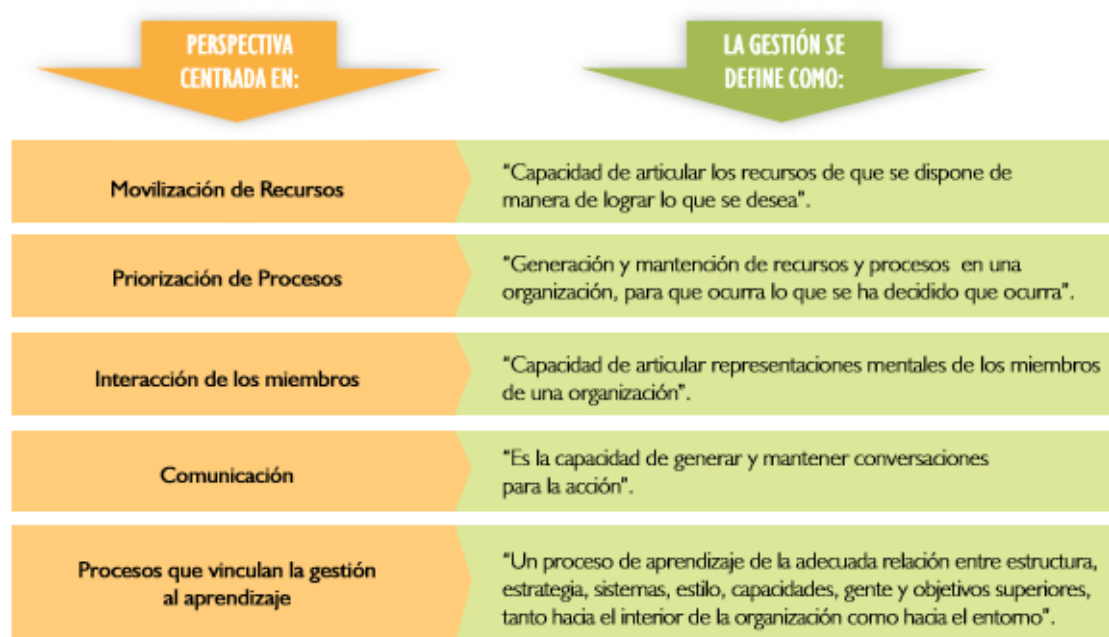 PERSPECTIVA
CENTRADA EN:
LA GESTIÓN SE
DEFINE COMO:
Movilización de Recursos
"Capacidad de articular los recursos de que se dispone de
manera de lograr lo que se desea".
Priorización de Procesos
"Generación y mantención de recursos y procesos en una
organización, para que ocurra lo que se ha decidido que ocurra".
Interacción de los miembros
"Capacidad de articular representaciones mentales de los miembros
de una organización".
Comunicación
"Es la capacidad de generar y mantener conversaciones
para la acción".
Procesos que vinculan la gestión
al aprendizaje
"Un proceso de aprendizaje de la adecuada relación entre estructura,
estrategia, sistemas, estilo, capacidades, gente y objetivos superiores,
tanto hacia el interior de la organización como hacia el entorno".